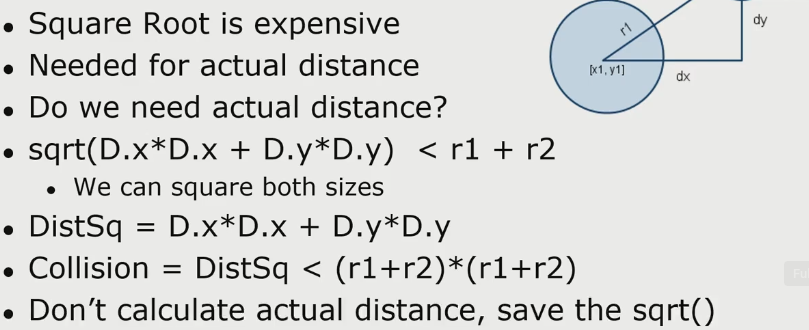 • Square Root is expensive
• Needed for actual distance
• Do we need actual distance?
• sqrt(D.x*D.x + D.y*D.y) < r1 + r2
• We can square both sizes
• DistSq = D.x*D.x + D.y*D.y
• Collision = DistSq < (r1+r2)*(r1+r2)
• Don’t calculate actual distance, save the sqrt()
r1
[x1, y1]
dx
dy